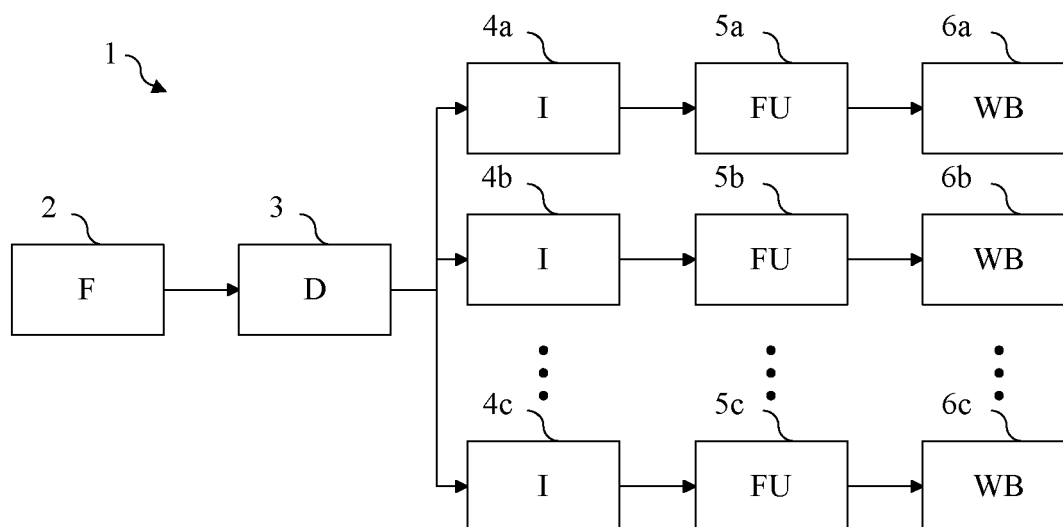 4a 5a 6a
1
I FU WB
4b 5b 6b
2 3
I FU WB
F D
4c 5c 6c
I FU WB